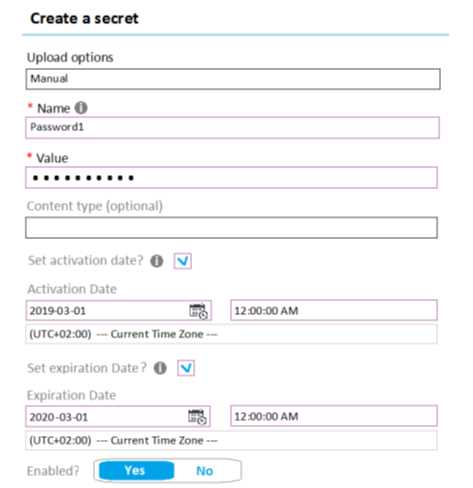 Create a secret
Upload options
Manual
* Name i
Password1
* Value
••••••••••
Content type (optional)
Set activation date? i
Activation Date
2019-03-01 12:00:00 AM
(UTC+02:00) --- Current Time Zone ---
Set expiration Date? i
Expiration Date
2020-03-01 12:00:00 AM
(UTC+02:00) --- Current Time Zone ---
Enabled? Yes No